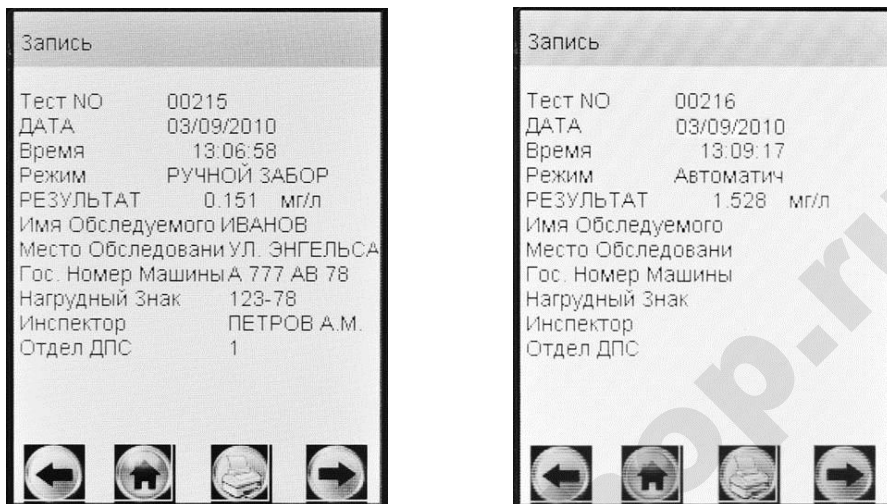 Запись
Тест NO 00215
ДАТА 03/09/2010
Время 13:06:58
Режим РУЧНОЙ ЗАБОР
РЕЗУЛЬТАТ 0.151 мг/л
Имя Обследуемого ИВАНОВ
Место Обследовани УЛ. ЭНГЕЛЬСА
Гос. Номер Машины А 777 АВ 78
Нагрудный Знак 123-78
Инспектор ПЕТРОВ А.М.
Отдел ДПС 1
Запись
Тест NO 00216
ДАТА 03/09/2010
Время 13:09:17
Режим Автоматич
РЕЗУЛЬТАТ 1.528 мг/л
Имя Обследуемого
Место Обследовани
Гос. Номер Машины
Нагрудный Знак
Инспектор
Отдел ДПС
op.ru